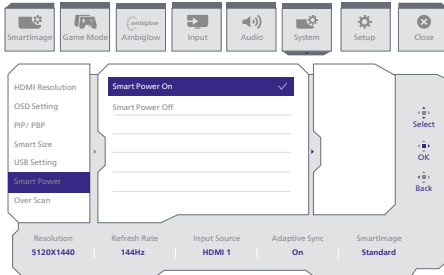 ambiglow
SmartImage
Game Mode
Ambiglow
Input
Audio
System
Setup
Close
HDMI Resolution
OSD Setting
PIP/ PBP
Smart Size
USB Setting
Smart Power
Over Scan
Smart Power On
Smart Power Off
Select
OK
Back
Resolution
5120X1440
Refresh Rate
144Hz
Input Source
HDMI 1
Adaptive Sync
On
SmartImage
Standard